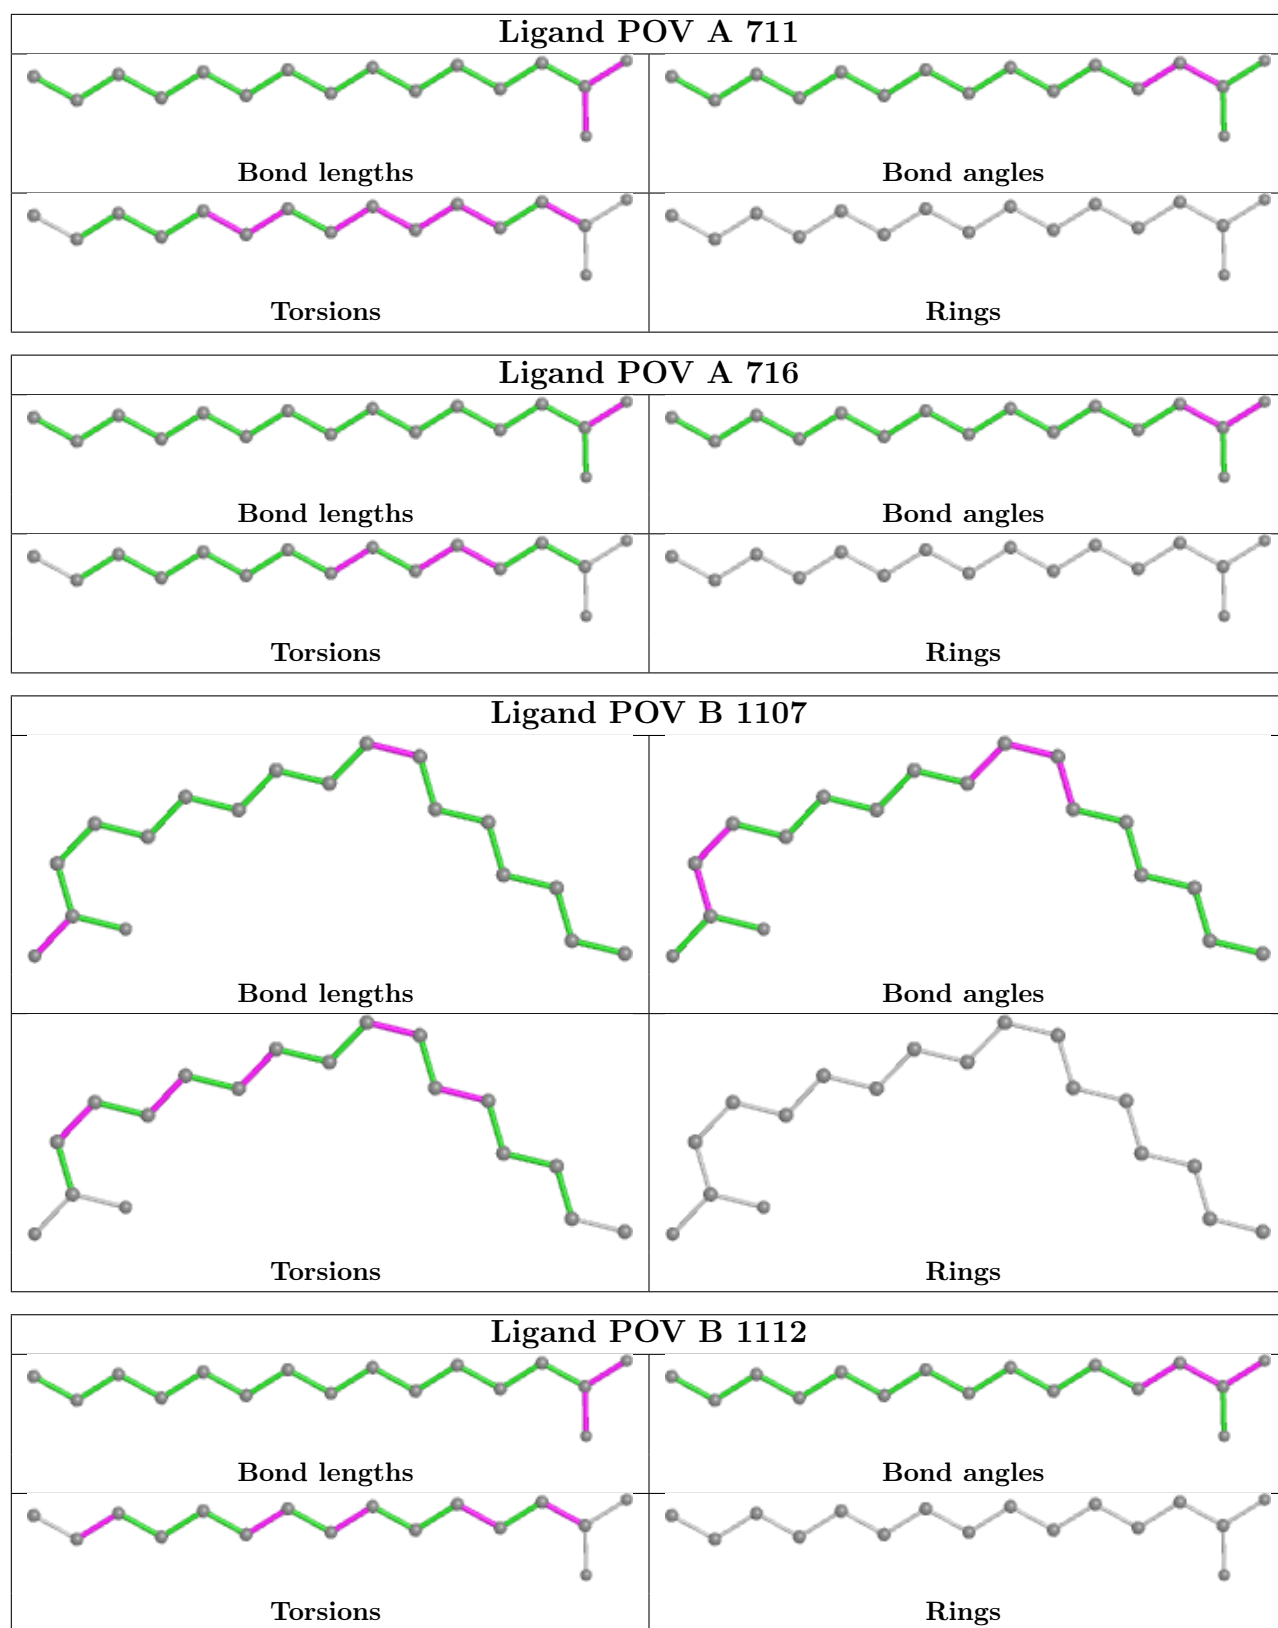 Ligand POV A 711
Bond lengths Bond angles
Torsions Rings
Ligand POV A 716
Bond lengths Bond angles
Torsions Rings
Ligand POV B 1107
Bond lengths Bond angles
Torsions Rings
Ligand POV B 1112
Bond lengths Bond angles
Torsions Rings